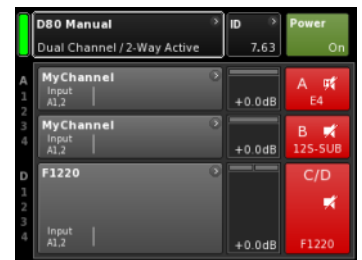 D80 Manual
Dual Channel / 2-Way Active
ID
7.63
Power
On
A
1
2
3
4
MyChannel
Input
A1,2
+0.0dB
A
E4
MyChannel
Input
A1,2
+0.0dB
B
12S-SUB
D
1
2
3
4
F1220
Input
A1,2
+0.0dB
C/D
F1220